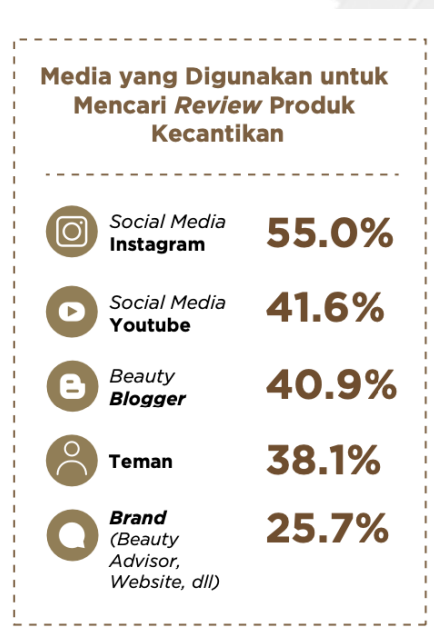 Media yang Digunakan untuk
Mencari Review Produk
Kecantikan
Social Media
Instagram
55.0%
Social Media
Youtube
41.6%
Beauty
Blogger
40.9%
Teman
38.1%
Brand
(Beauty
Advisor,
Website, dll)
25.7%